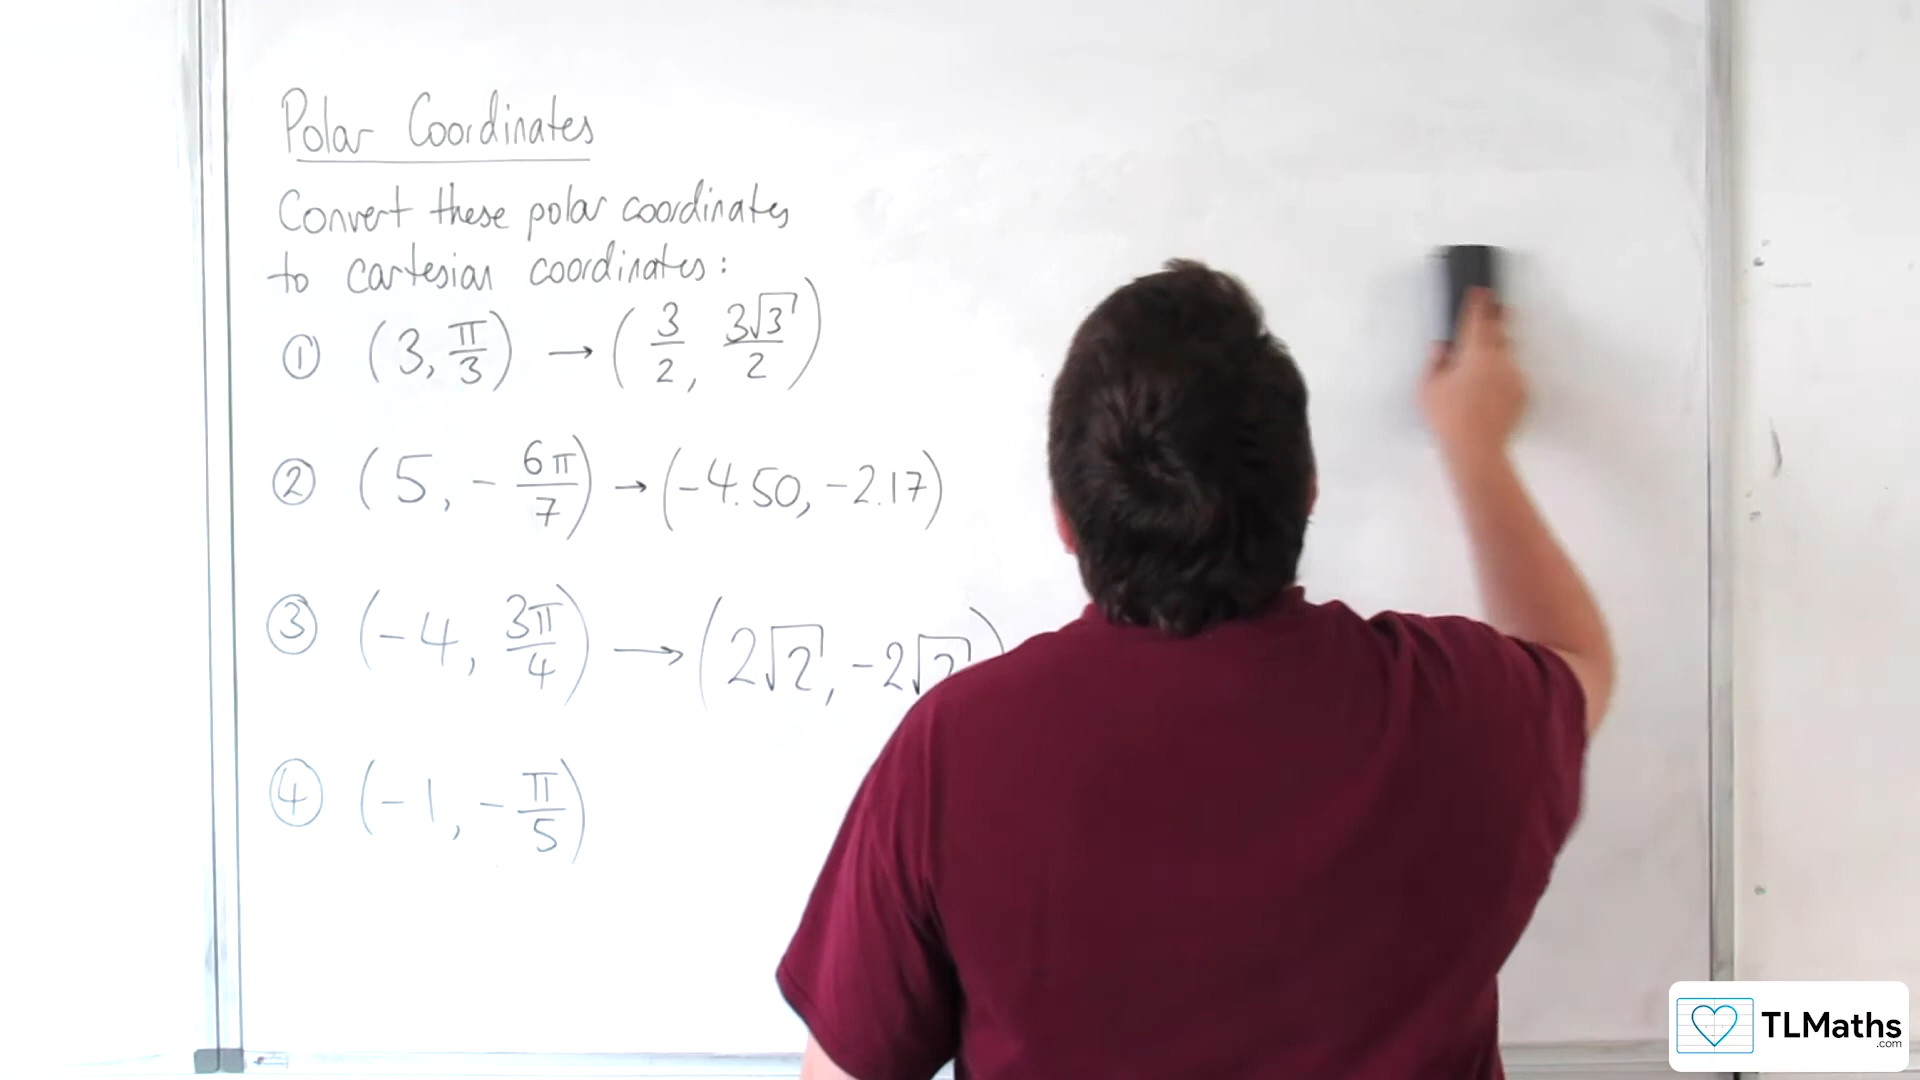 Polar Coordinates
Convert these polar coordinates
to cartesian coordinates:
① (3, π/3) → (3/2, 3√3/2)
② (5, -6π/7) → (-4.50, -2.17)
③ (-4, 3π/4) → (2√2, -2√2)
④ (-1, -π/5)
TLMaths
.com